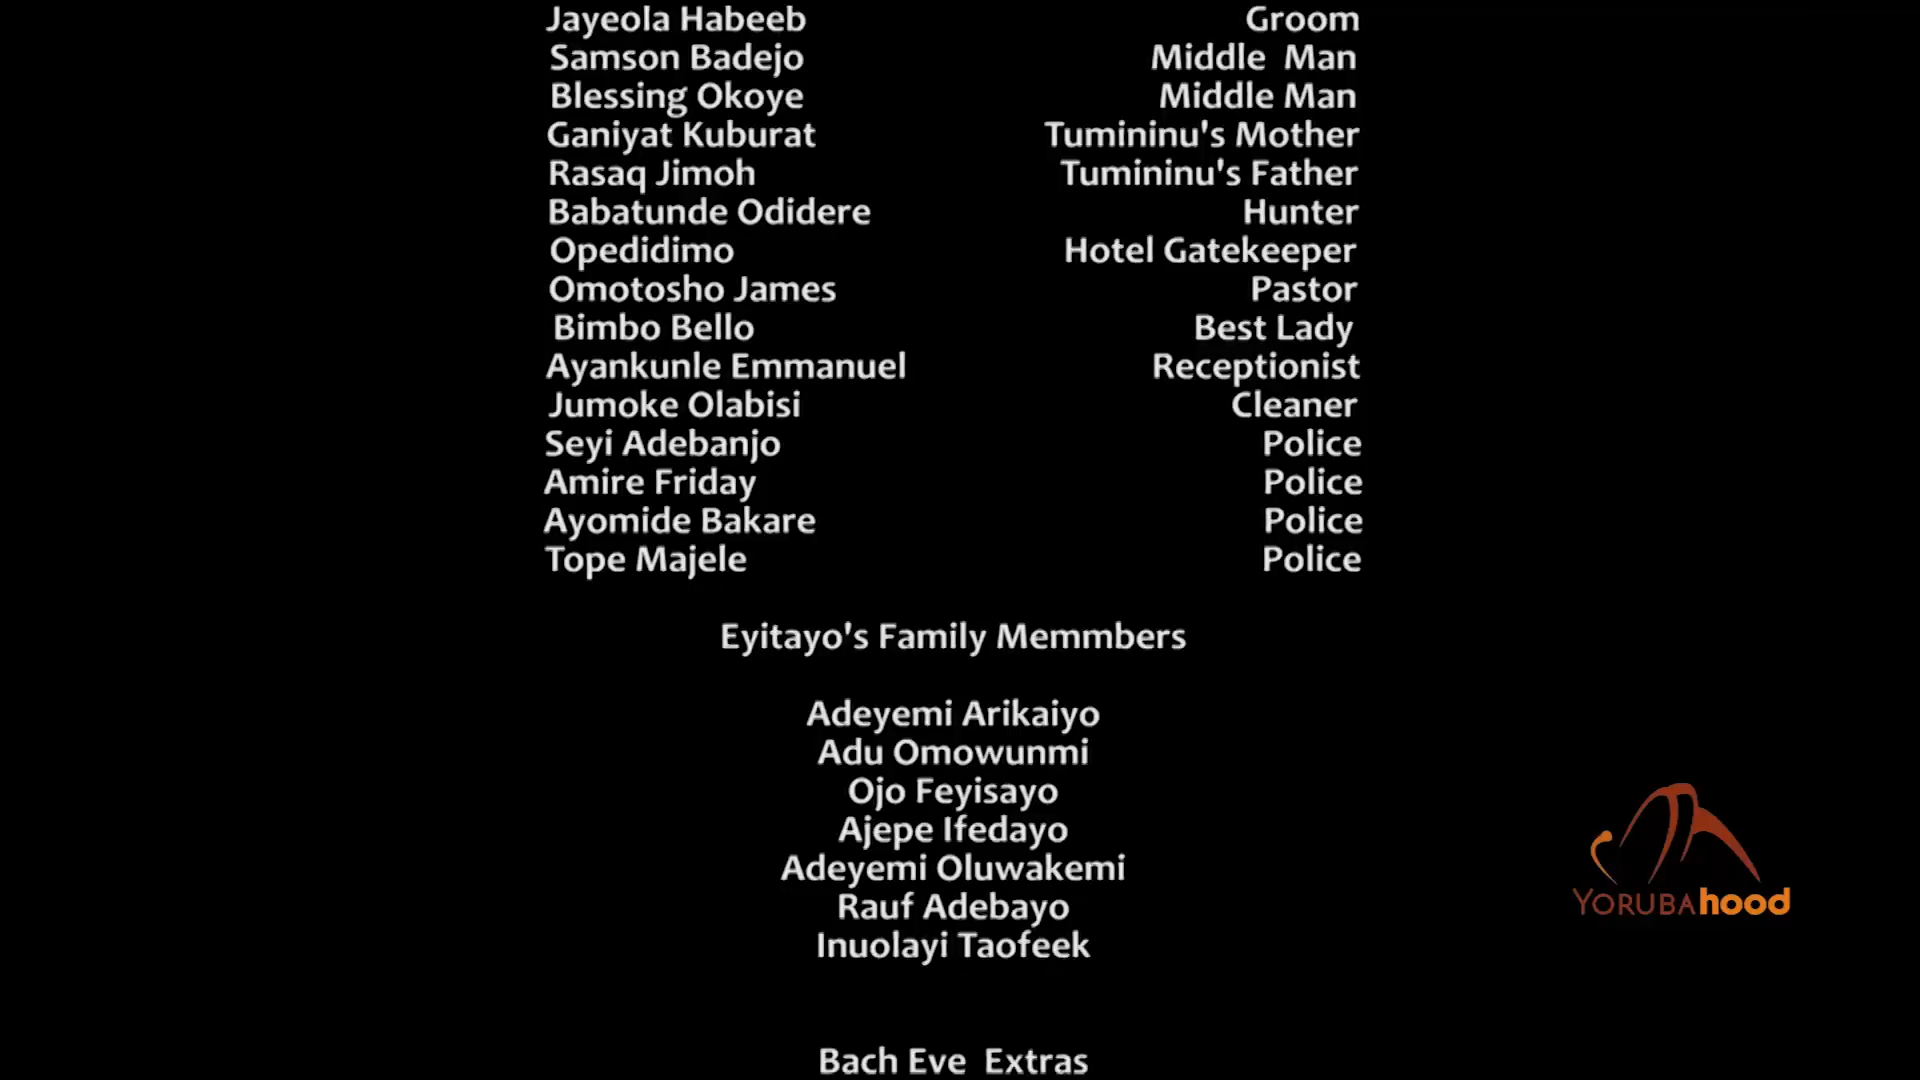 Jayeola Habeeb Groom
Samson Badejo Middle Man
Blessing Okoye Middle Man
Ganiyat Kuburat Tumininu's Mother
Rasaq Jimoh Tumininu's Father
Babatunde Odidere Hunter
Opedidimo Hotel Gatekeeper
Omotosho James Pastor
Bimbo Bello Best Lady
Ayankunle Emmanuel Receptionist
Jumoke Olabisi Cleaner
Seyi Adebanjo Police
Amire Friday Police
Ayomide Bakare Police
Tope Majele Police
Eyitayo's Family Memmbers
Adeyemi Arikaiyo
Adu Omowunmi
Ojo Feyisayo
Ajepe Ifedayo
Adeyemi Oluwakemi
Rauf Adebayo
YORUBAhood
Inuolayi Taofeek
Bach Eve Extras